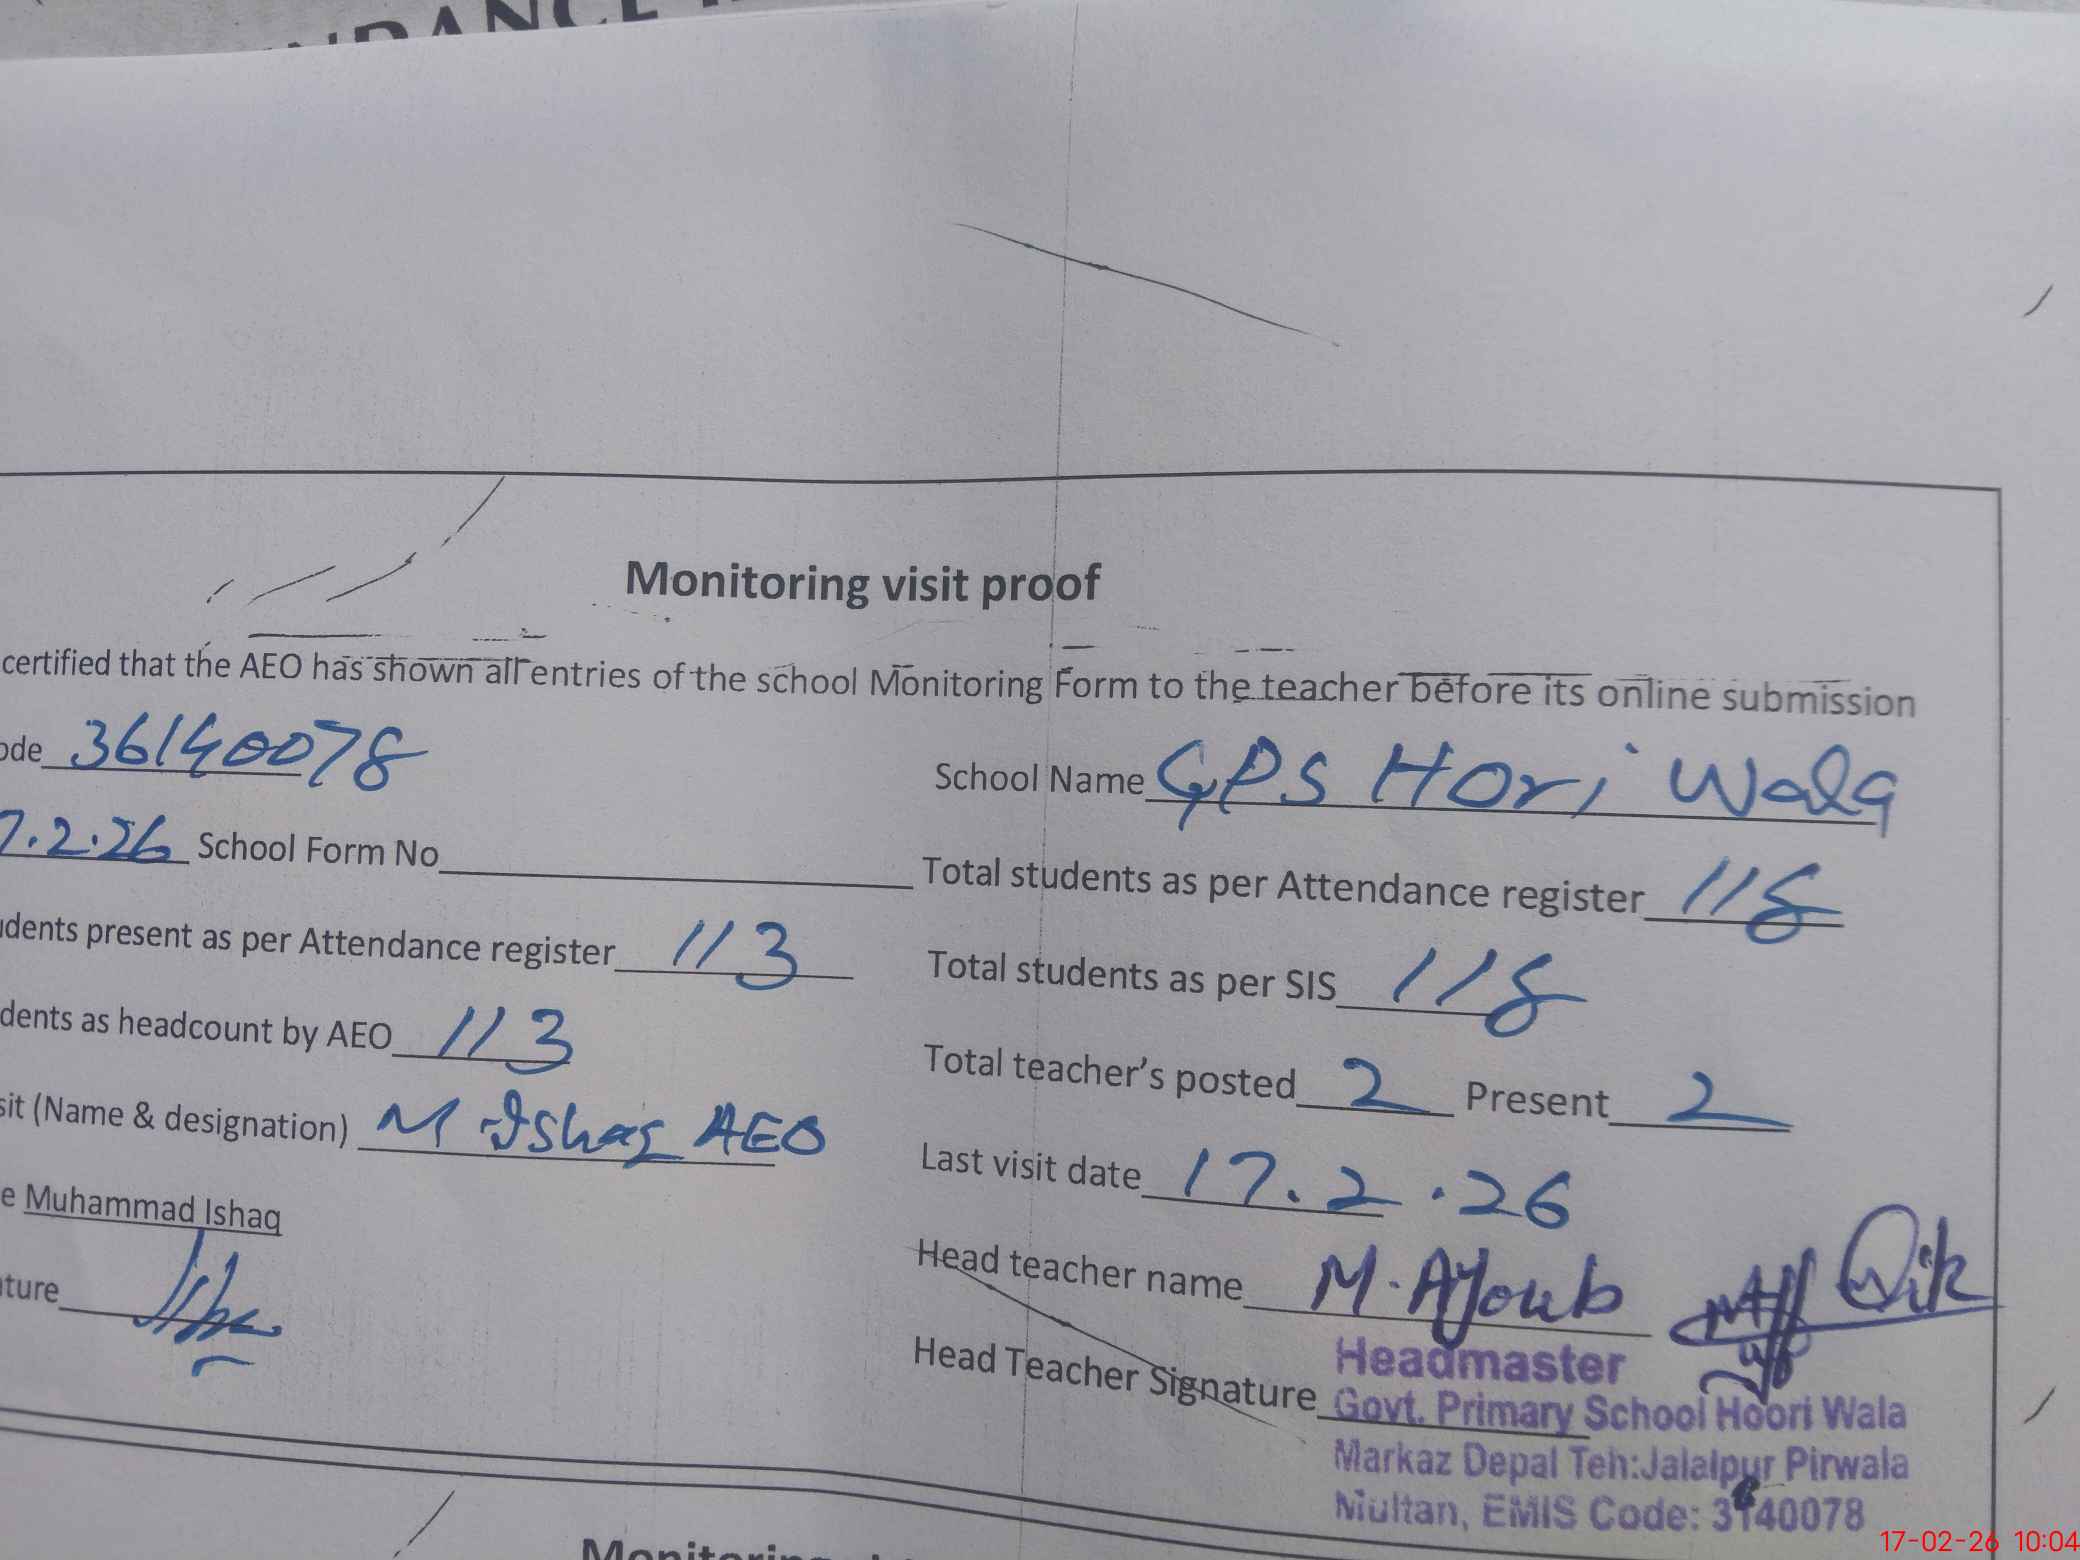 Monitoring visit proof
certified that the AEO has shown all entries of the school Monitoring Form to the teacher before its online submission
ode 36140078 School Name GPS Hori Wala
7.2.26 School Form No Total students as per Attendance register 118
udents present as per Attendance register 113 Total students as per SIS 118
dents as headcount by AEO 113 Total teacher's posted 2 Present 2
sit (Name & designation) M Ishaq AEO Last visit date 17.2.26
e Muhammad Ishaq Head teacher name M. Ayoub
ture Head Teacher Signature
Headmaster
Govt. Primary School Hoori Wala
Markaz Depal Teh:Jalalpur Pirwala
Multan, EMIS Code: 3 40078
17-02-26 10:04